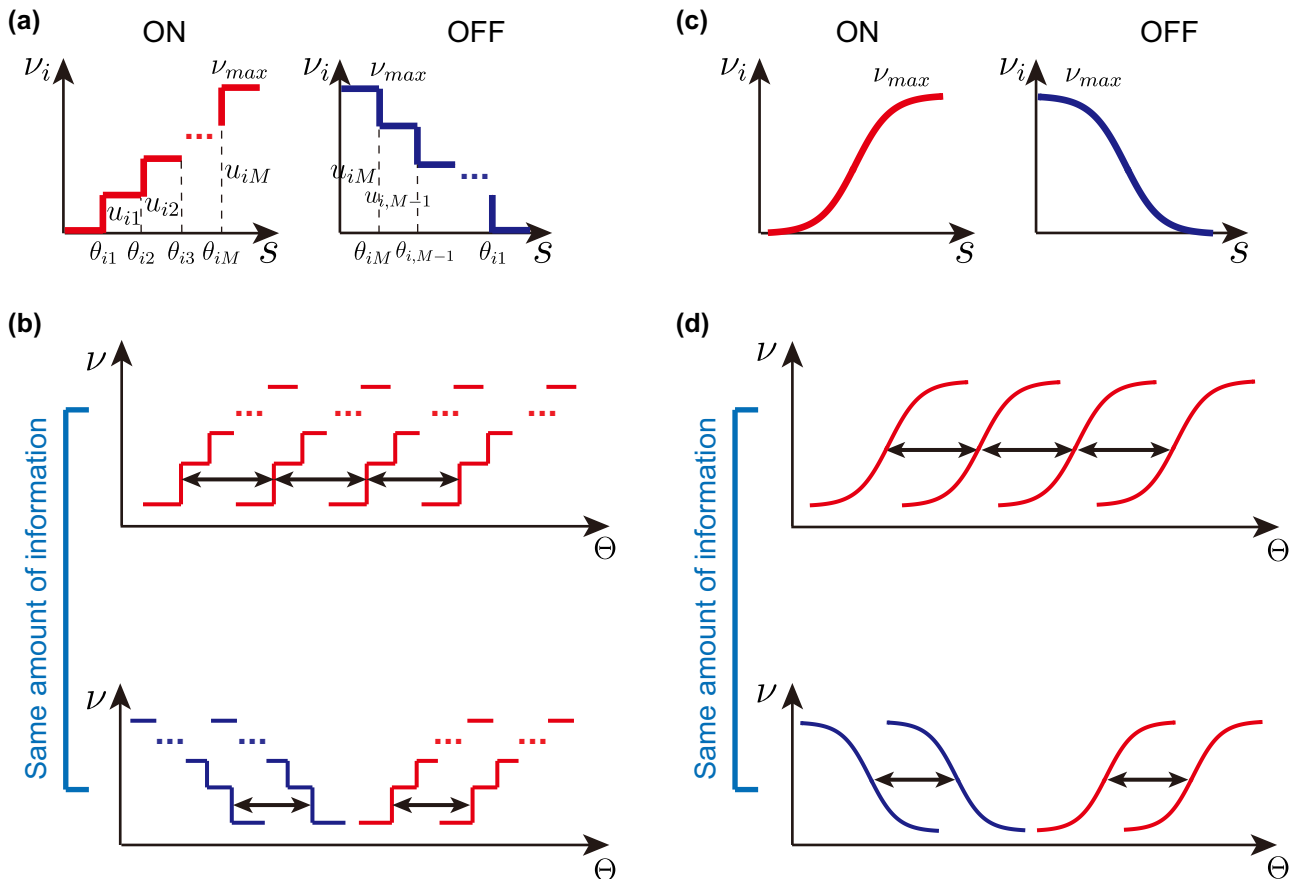 (a)
ON
OFF
ν_i
ν_max
u_i1
u_i2
u_iM
θ_i1
θ_i2
θ_i3
θ_iM
s
ν_i
ν_max
u_iM
u_i,M−1
θ_iM
θ_i,M−1
θ_i1
s
(b)
Same amount of information
ν
Θ
ν
Θ
(c)
ON
OFF
ν_i
ν_max
s
ν_i
ν_max
s
(d)
Same amount of information
ν
Θ
ν
Θ